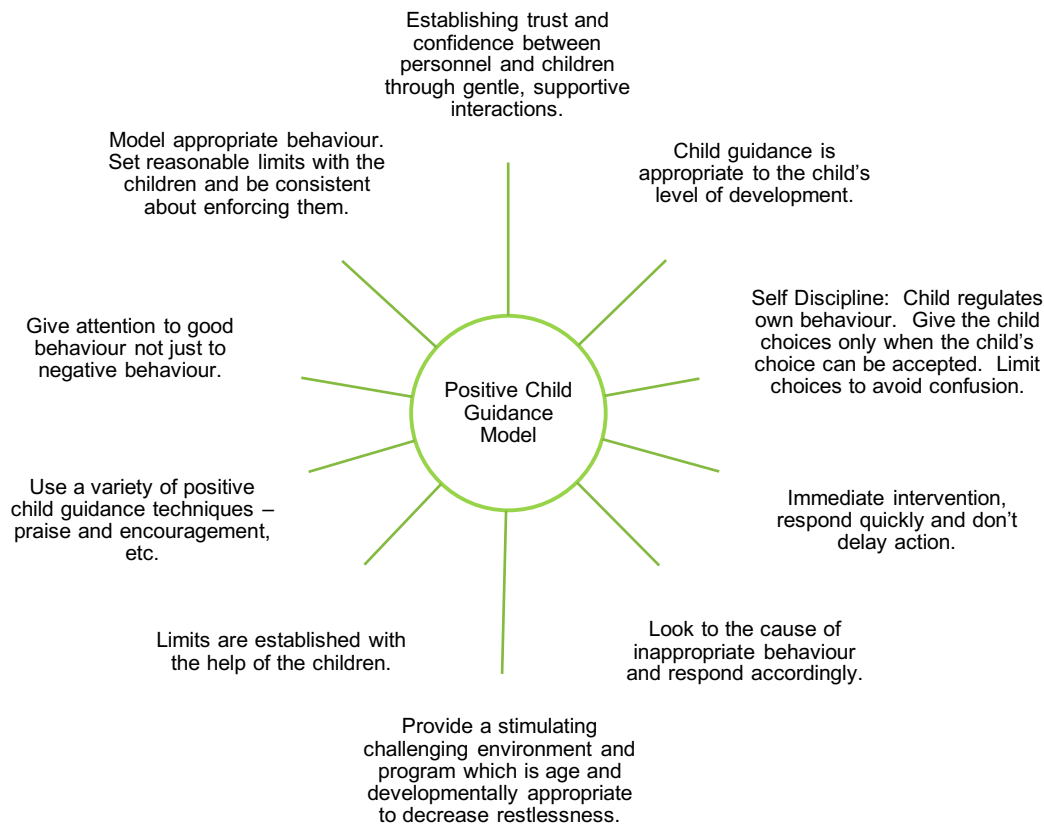 Establishing trust and
confidence between
personnel and children
through gentle, supportive
interactions.
Child guidance is
appropriate to the child’s
level of development.
Self Discipline:  Child regulates
own behaviour.  Give the child
choices only when the child’s
choice can be accepted.  Limit
choices to avoid confusion.
Immediate intervention,
respond quickly and don’t
delay action.
Look to the cause of
inappropriate behaviour
and respond accordingly.
Provide a stimulating
challenging environment and
program which is age and
developmentally appropriate
to decrease restlessness.
Limits are established with
the help of the children.
Use a variety of positive
child guidance techniques –
praise and encouragement,
etc.
Give attention to good
behaviour not just to
negative behaviour.
Model appropriate behaviour.
Set reasonable limits with the
children and be consistent
about enforcing them.
Positive Child
Guidance
Model